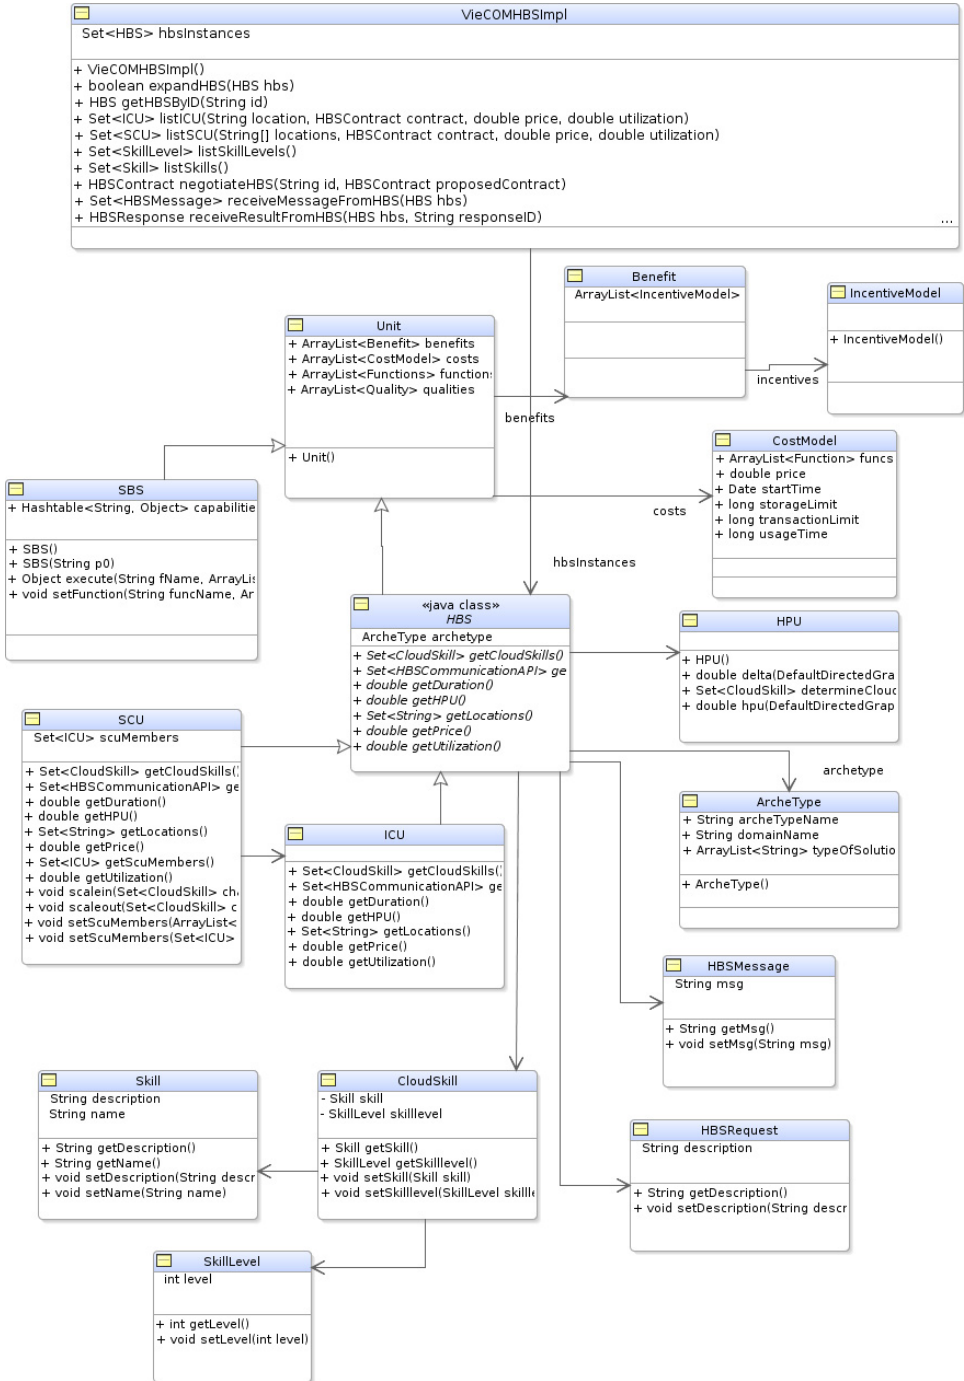 VieCOMHBSImpl
Set<HBS> hbsInstances
+ VieCOMHBSImpl()
+ boolean expandHBS(HBS hbs)
+ HBS getHBSByID(String id)
+ Set<ICU> listICU(String location, HBSContract contract, double price, double utilization)
+ Set<SCU> listSCU(String[] locations, HBSContract contract, double price, double utilization)
+ Set<SkillLevel> listSkillLevels()
+ Set<Skill> listSkills()
+ HBSContract negotiateHBS(String id, HBSContract proposedContract)
+ Set<HBSMessage> receiveMessageFromHBS(HBS hbs)
+ HBSResponse receiveResultFromHBS(HBS hbs, String responseID)
...
Benefit
ArrayList<IncentiveModel>
IncentiveModel
+ IncentiveModel()
incentives
Unit
+ ArrayList<Benefit> benefits
+ ArrayList<CostModel> costs
+ ArrayList<Functions> function
+ ArrayList<Quality> qualities
+ Unit()
benefits
CostModel
+ ArrayList<Function> funcs
+ double price
+ Date startTime
+ long storageLimit
+ long transactionLimit
+ long usageTime
costs
SBS
+ Hashtable<String, Object> capabilitie
+ SBS()
+ SBS(String p0)
+ Object execute(String fName, ArrayLi
+ void setFunction(String funcName, Ar
hbsInstances
«java class»
HBS
ArcheType archetype
+ Set<CloudSkill> getCloudSkills()
+ Set<HBSCommunicationAPI> ge
+ double getDuration()
+ double getHPU()
+ Set<String> getLocations()
+ double getPrice()
+ double getUtilization()
HPU
+ HPU()
+ double delta(DefaultDirectedGra
+ Set<CloudSkill> determineClou
+ double hpu(DefaultDirectedGrap
SCU
Set<ICU> scuMembers
+ Set<CloudSkill> getCloudSkills(
+ Set<HBSCommunicationAPI> ge
+ double getDuration()
+ double getHPU()
+ Set<String> getLocations()
+ double getPrice()
+ Set<ICU> getScuMembers()
+ double getUtilization()
+ void scalein(Set<CloudSkill> ch
+ void scaleout(Set<CloudSkill> c
+ void setScuMembers(ArrayList<
+ void setScuMembers(Set<ICU>
archetype
ArcheType
+ String archeTypeName
+ String domainName
+ ArrayList<String> typeOfSolutio
+ ArcheType()
ICU
+ Set<CloudSkill> getCloudSkills(
+ Set<HBSCommunicationAPI> ge
+ double getDuration()
+ double getHPU()
+ Set<String> getLocations()
+ double getPrice()
+ double getUtilization()
HBSMessage
String msg
+ String getMsg()
+ void setMsg(String msg)
Skill
String description
String name
+ String getDescription()
+ String getName()
+ void setDescription(String descr
+ void setName(String name)
CloudSkill
- Skill skill
- SkillLevel skilllevel
+ Skill getSkill()
+ SkillLevel getSkilllevel()
+ void setSkill(Skill skill)
+ void setSkilllevel(SkillLevel skill
HBSRequest
String description
+ String getDescription()
+ void setDescription(String descr
SkillLevel
int level
+ int getLevel()
+ void setLevel(int level)